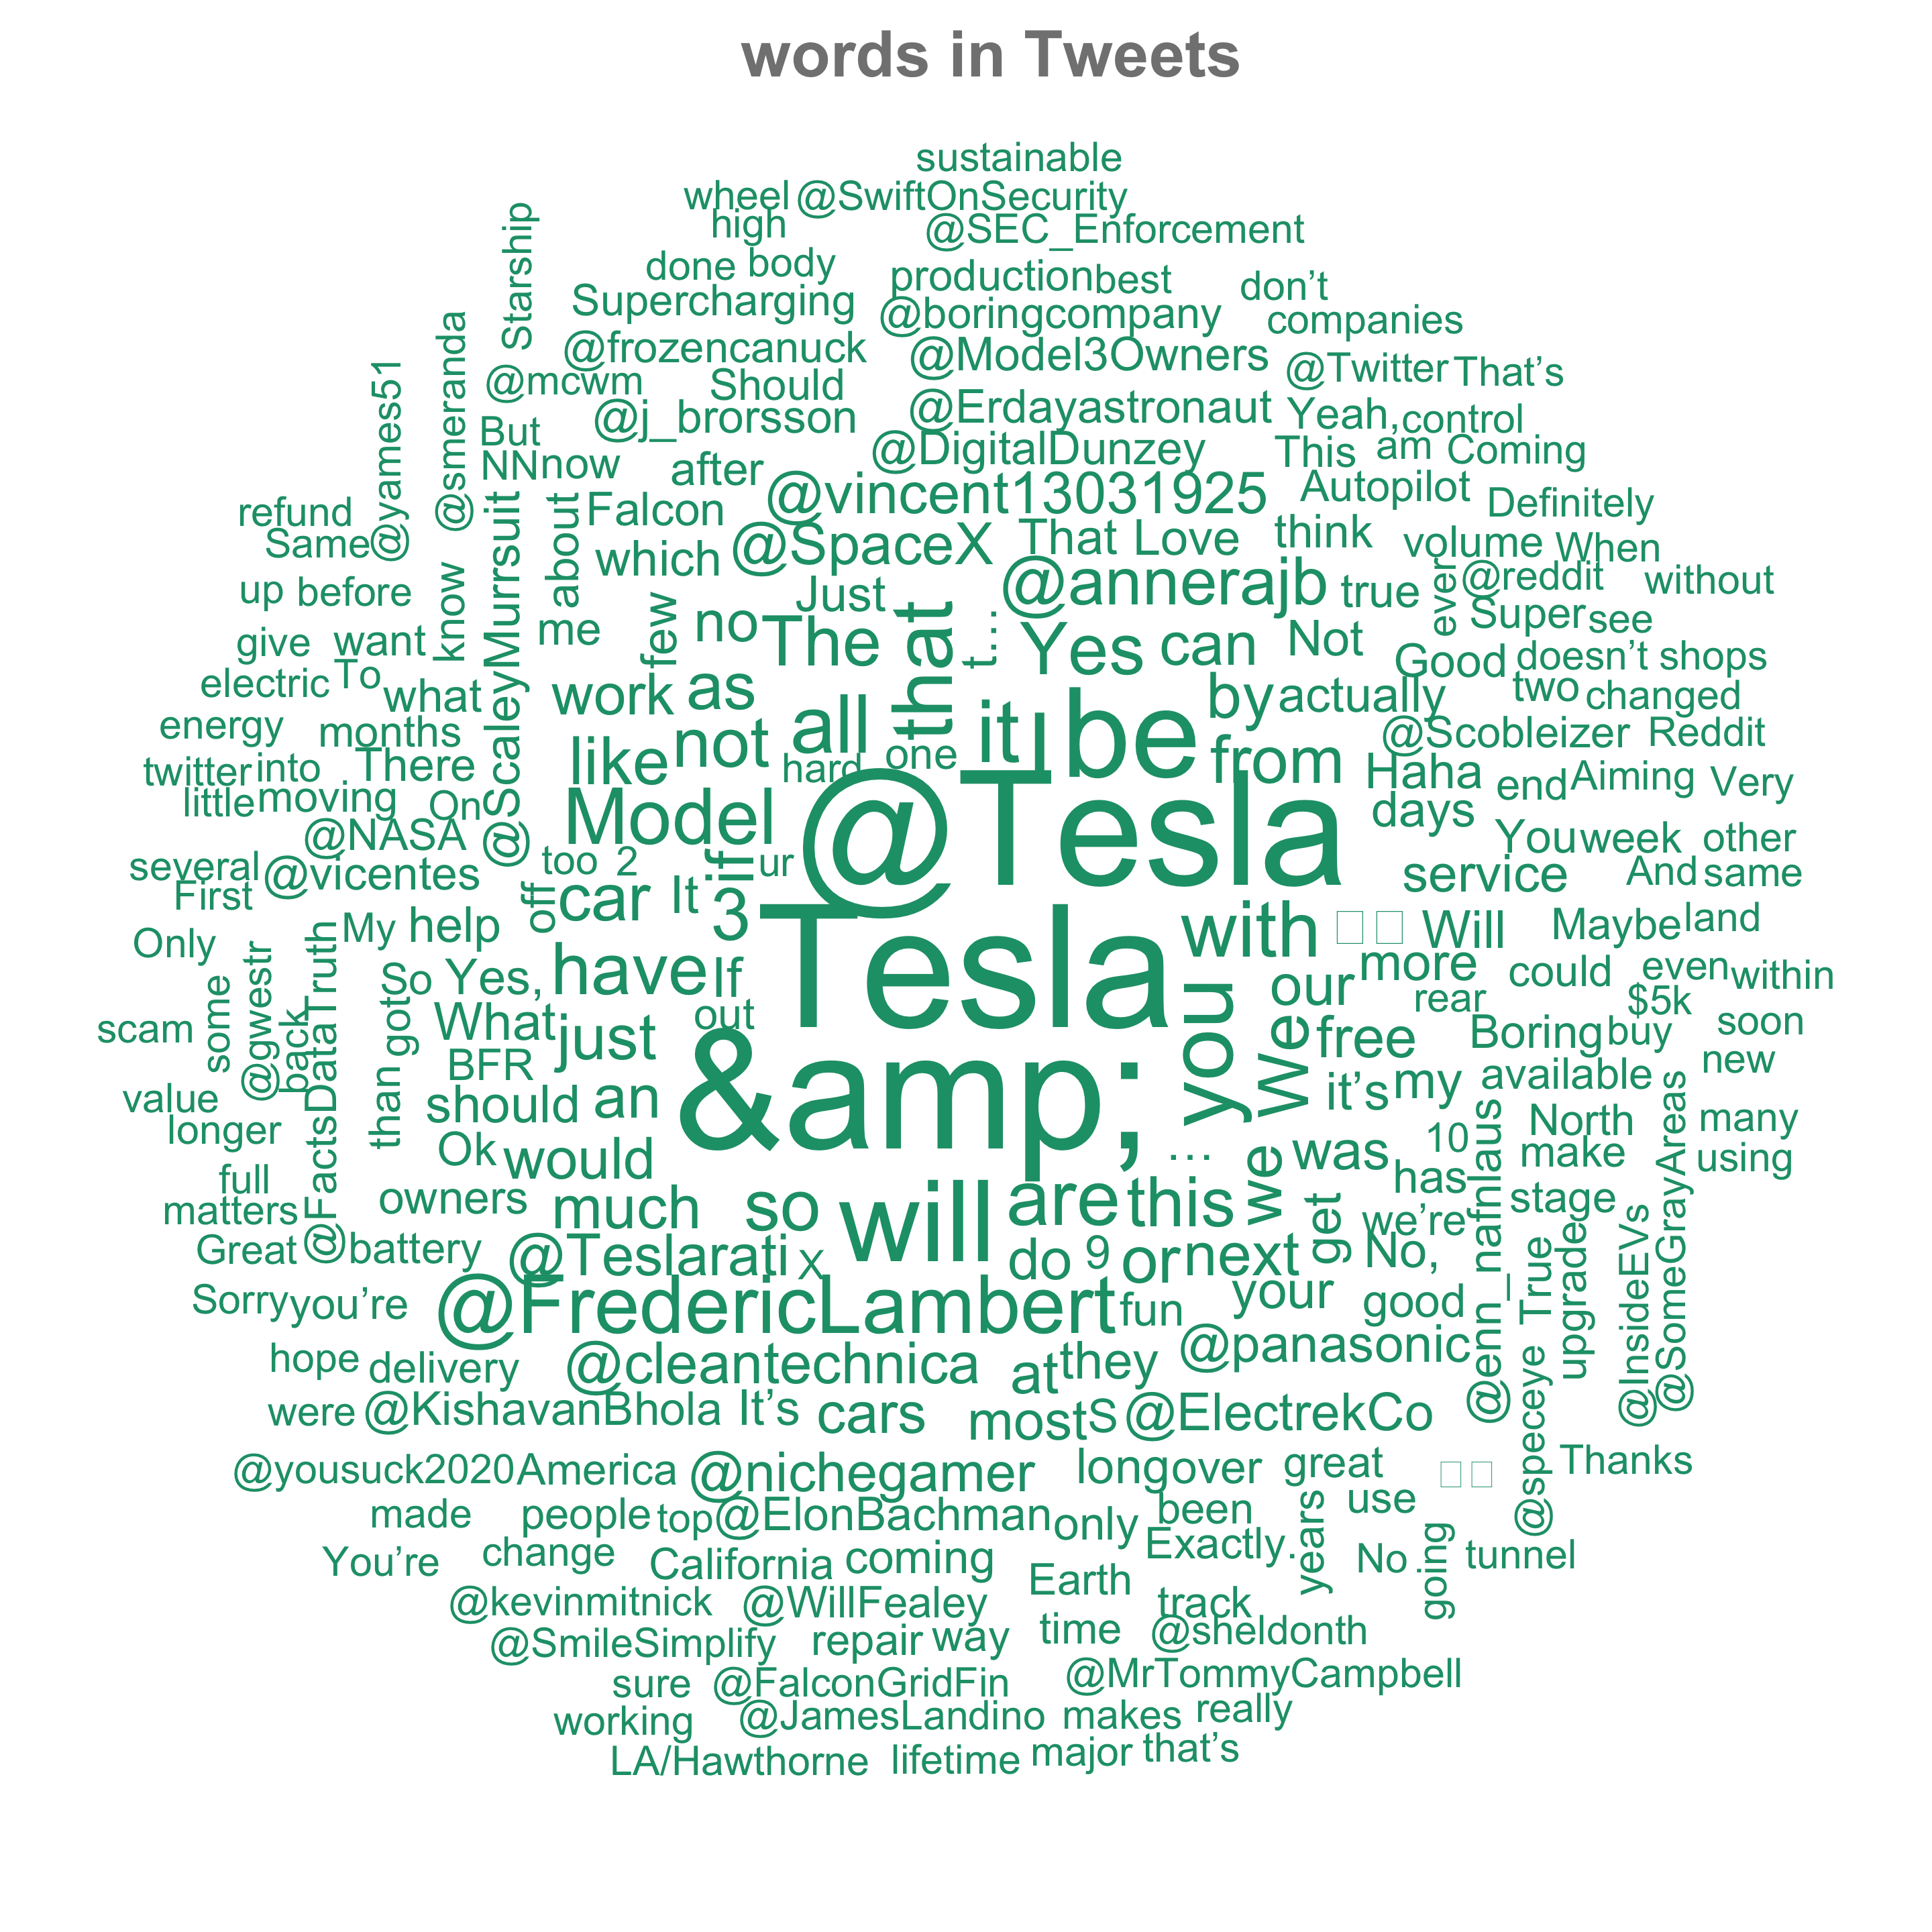 words in Tweets
sustainable
wheel @SwiftOnSecurity
high @SEC_Enforcement
Starship
done body production best don’t
Supercharging @boringcompany companies
@smeranda
@frozencanuck @Model3Owners @Twitter That’s
@yames51
@mcwm Should
@j_brorsson @Erdayastronaut Yeah, control
But @DigitalDunzey This am Coming
NN now after @vincent13031925 Autopilot Definitely
refund Falcon
Same about which @SpaceX That Love think volume When
up before know @ScaleyMurrsuit Just @annerajb true ever @reddit without
give want me few no The that t… Yes can Not Super see
Good doesn’t shops
electric To what work as by actually two changed
energy months like not all it I be from @Scobleizer Reddit
twitter into There hard one Haha end Aiming Very
little moving On Model @Tesla days
@NASA You week other
several @vicentes too 2 if ur service And same
First off car It 3
Only My help Tesla with Will Maybe land
So Yes, have If our more could even within
scam some @gwestr back @FactsDataTruth got What just out you We free rear $5k soon
Boring buy
BFR &amp; new
value than should an it’s my available
longer Ok would … we was 10 North many
full has make using
matters owners much so will are this get we’re @enn_nafnlaus stage @SomeGrayAreas
Great battery @Teslarati X do 9 or next No, True upgrade @InsideEVs
Sorry you’re @FredericLambert fun your good
hope delivery @cleantechnica at they @panasonic
were @KishavanBhola It’s cars most S @ElectrekCo @speceye
@yousuck2020 America @nichegamer long over great Thanks
made people top @ElonBachman only been years use
You’re change California coming Exactly. No going tunnel
Earth
@kevinmitnick @WillFealey track
@SmileSimplify repair way time @sheldonth
sure @FalconGridFin @MrTommyCampbell
working @JamesLandino makes really
LA/Hawthorne lifetime major that’s